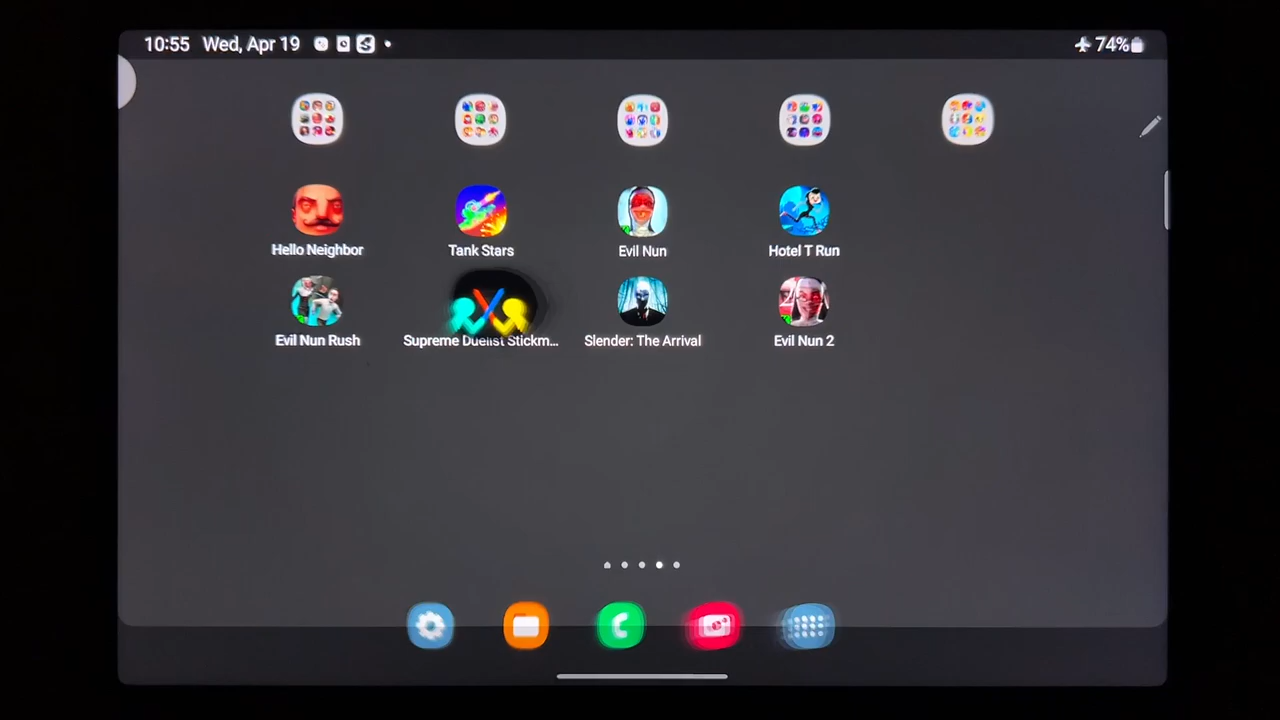 10:55 Wed, Apr 19 74%
Hello Neighbor Tank Stars Evil Nun Hotel T Run
Evil Nun Rush Supreme Duelist Stickm... Slender: The Arrival Evil Nun 2